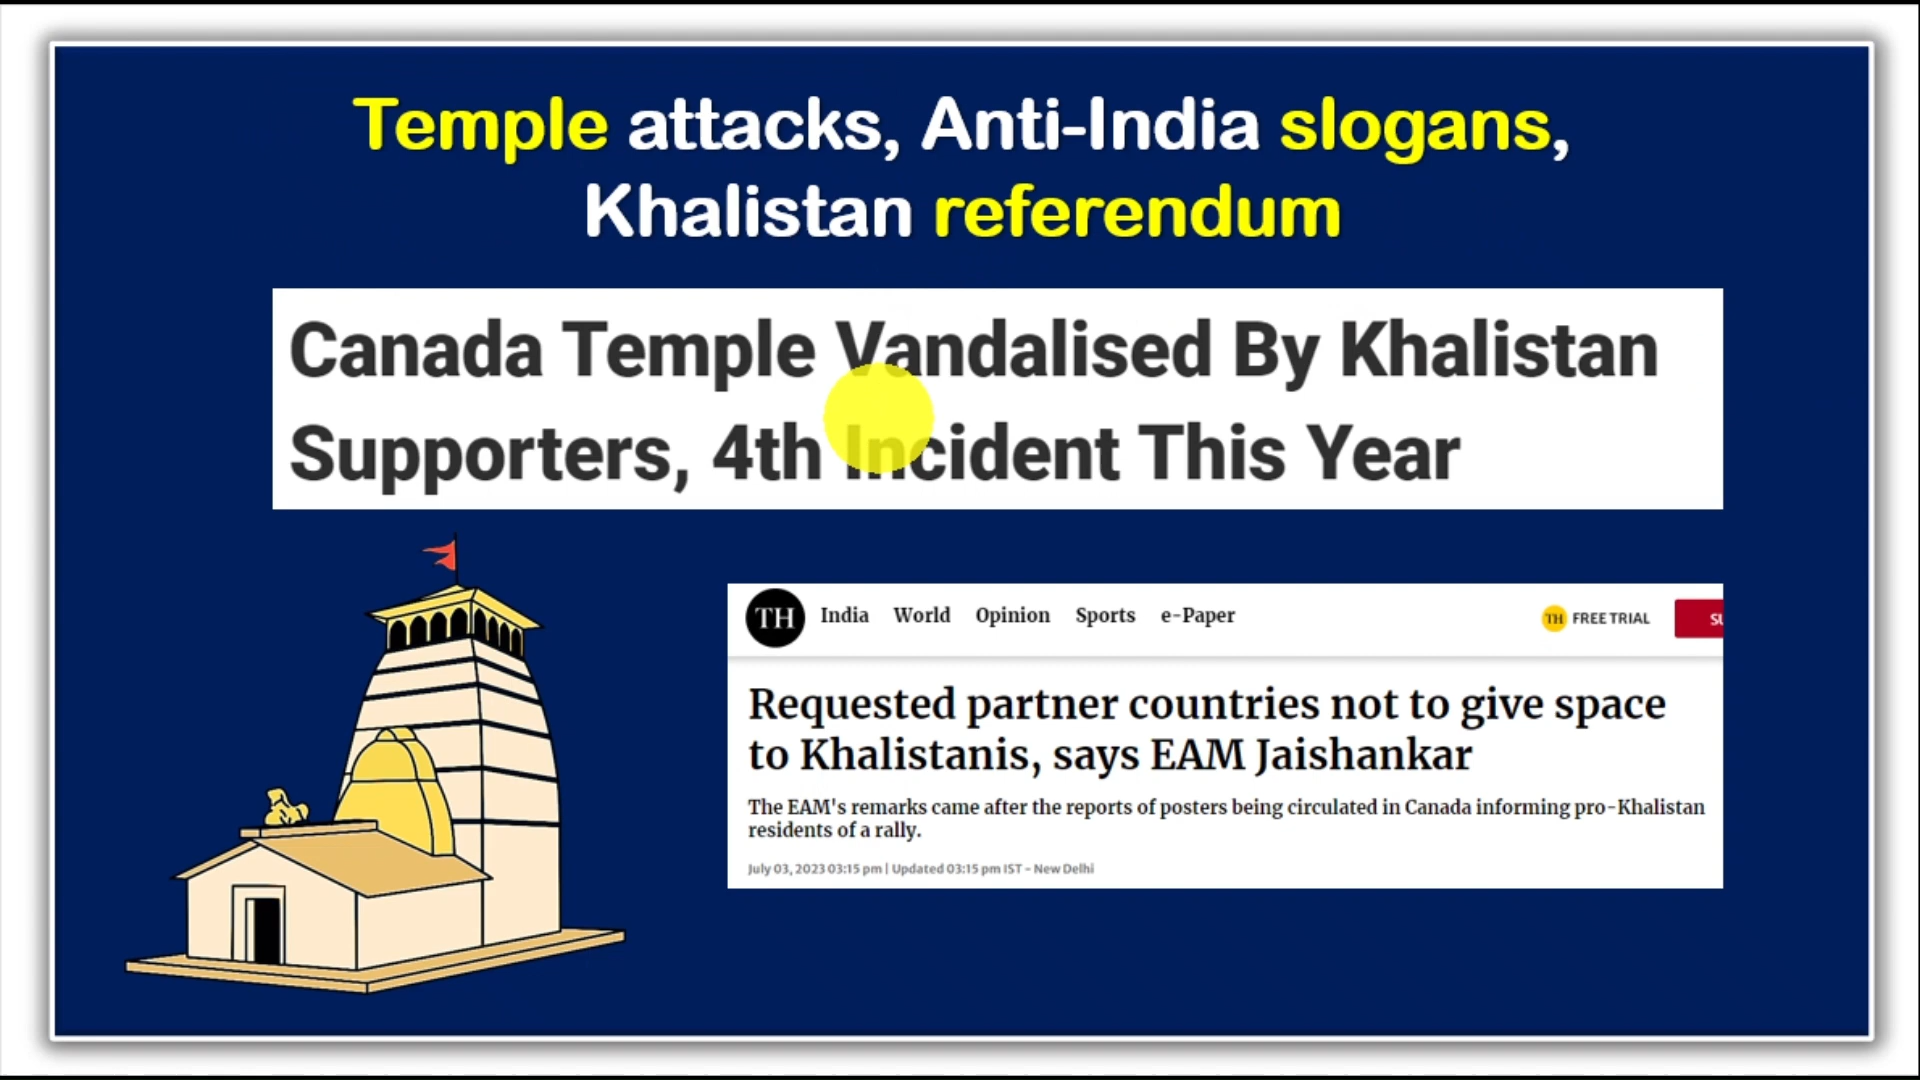 Temple attacks, Anti-India slogans,
Khalistan referendum
Canada Temple Vandalised By Khalistan
Supporters, 4th Incident This Year
TH India World Opinion Sports e-Paper TH FREE TRIAL SU
Requested partner countries not to give space
to Khalistanis, says EAM Jaishankar
The EAM's remarks came after the reports of posters being circulated in Canada informing pro-Khalistan
residents of a rally.
July 03, 2023 03:15 pm | Updated 03:15 pm IST - New Delhi